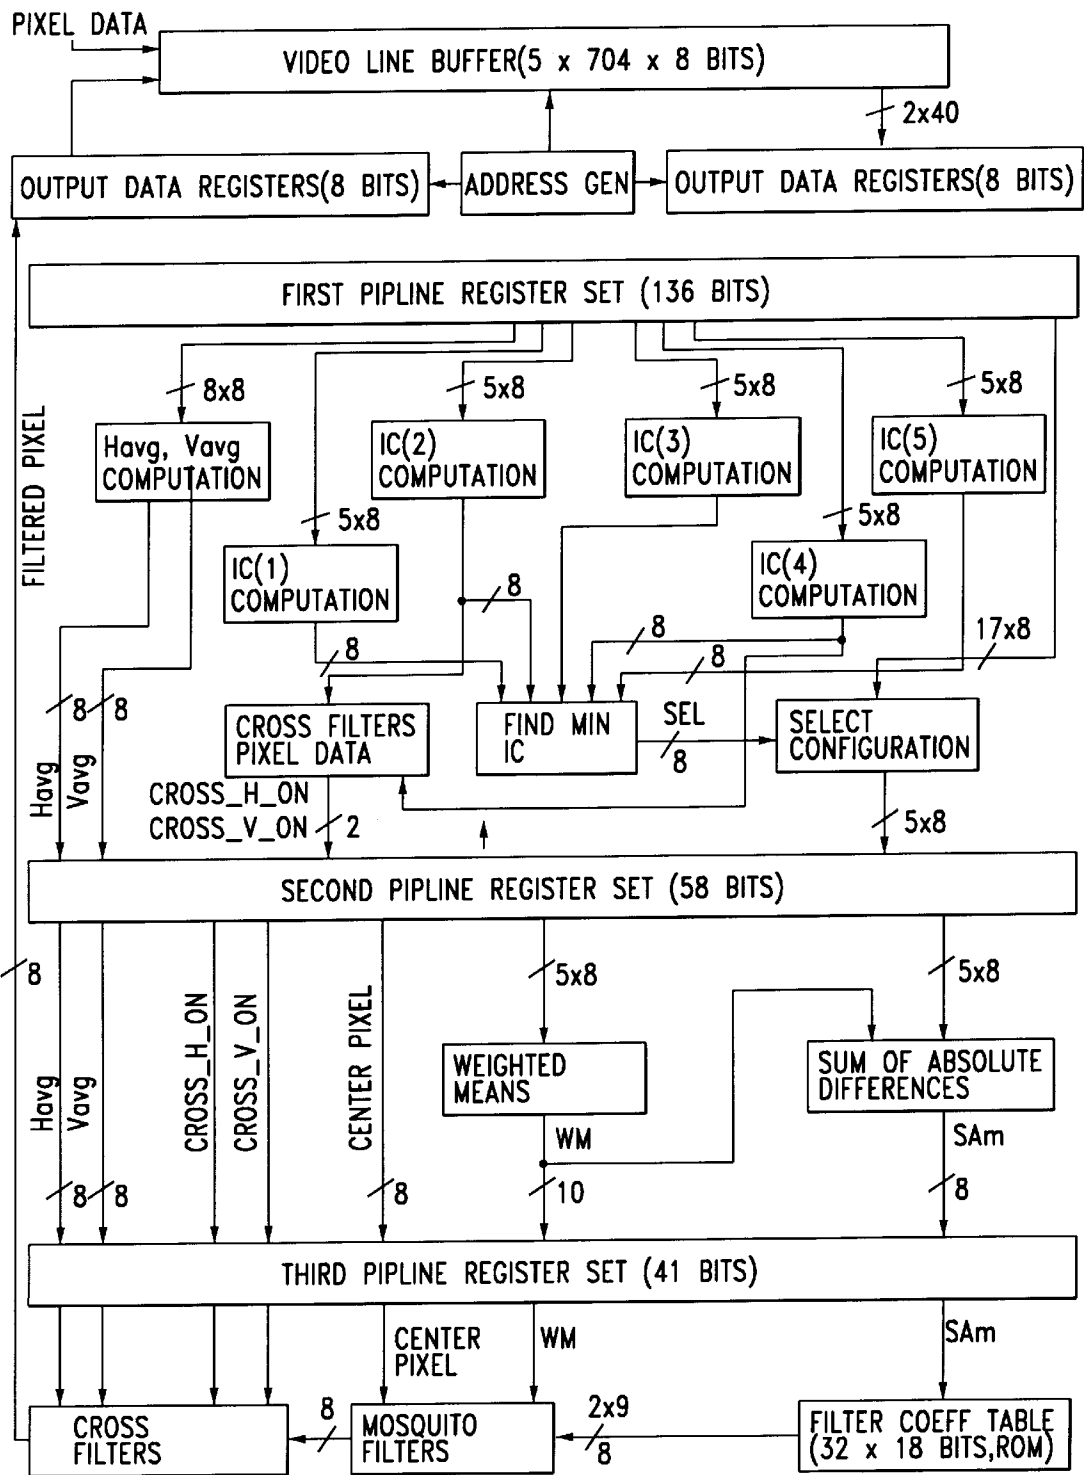 PIXEL DATA
VIDEO LINE BUFFER(5 x 704 x 8 BITS)
2x40
OUTPUT DATA REGISTERS(8 BITS)
ADDRESS GEN
OUTPUT DATA REGISTERS(8 BITS)
FIRST PIPLINE REGISTER SET (136 BITS)
8x8
5x8
5x8
5x8
FILTERED PIXEL
Havg, Vavg
COMPUTATION
IC(2)
COMPUTATION
IC(3)
COMPUTATION
IC(5)
COMPUTATION
5x8
5x8
IC(1)
COMPUTATION
IC(4)
COMPUTATION
8
8
8
8
17x8
8
8
Havg
Vavg
CROSS FILTERS
PIXEL DATA
FIND MIN
IC
SEL
8
SELECT
CONFIGURATION
CROSS_H_ON
CROSS_V_ON
2
5x8
SECOND PIPLINE REGISTER SET (58 BITS)
8
5x8
5x8
Havg
Vavg
CROSS_H_ON
CROSS_V_ON
CENTER PIXEL
WEIGHTED
MEANS
SUM OF ABSOLUTE
DIFFERENCES
WM
SAm
8
8
8
10
8
THIRD PIPLINE REGISTER SET (41 BITS)
CENTER
PIXEL
WM
SAm
CROSS
FILTERS
8
MOSQUITO
FILTERS
2x9
8
FILTER COEFF TABLE
(32 x 18 BITS,ROM)